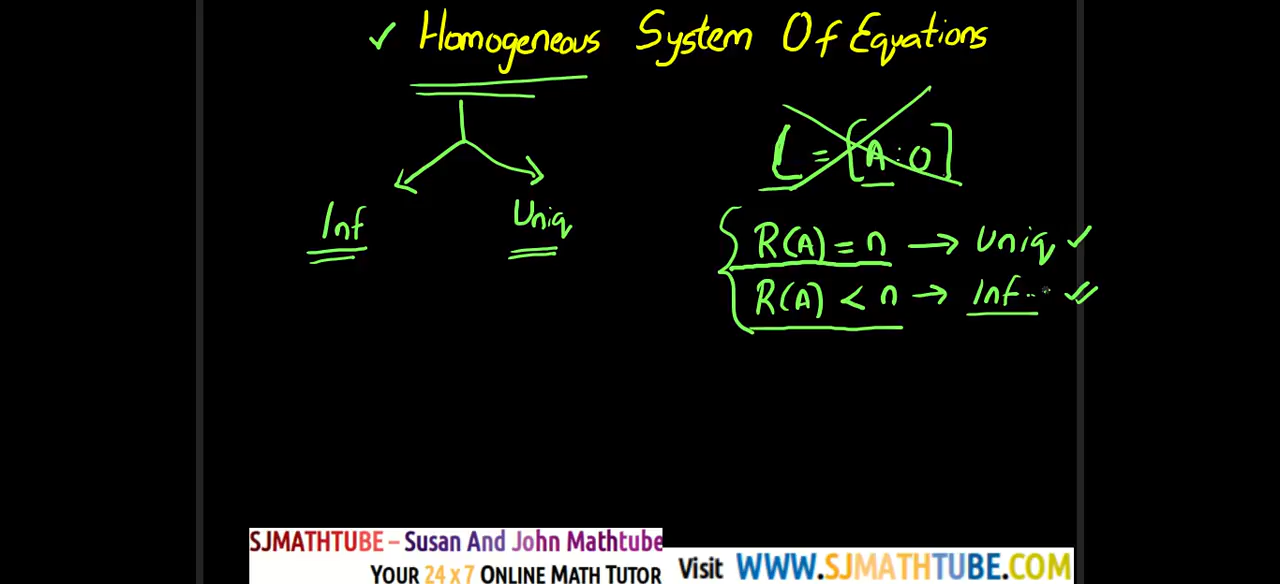 ✓ Homogeneous System Of Equations
C = [A : 0]
Inf
Uniq
R(A) = n → Uniq ✓
R(A) < n → Inf.. ✓
SJMATHTUBE – Susan And John Mathtube
YOUR 24 x 7 ONLINE MATH TUTOR
Visit WWW.SJMATHTUBE.COM